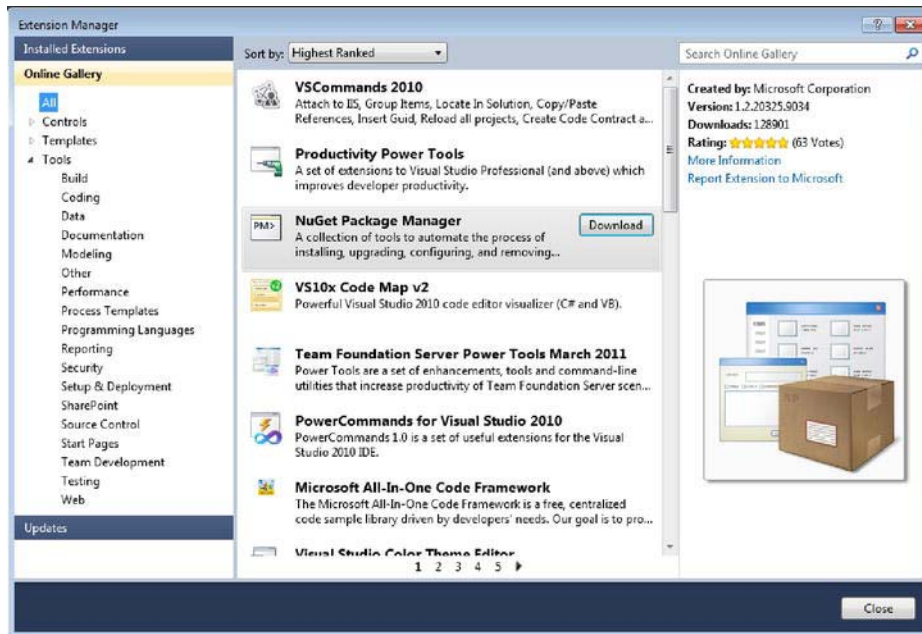 Extension Manager
Installed Extensions
Online Gallery
All
Controls
Templates
Tools
Build
Coding
Data
Documentation
Modeling
Other
Performance
Process Templates
Programming Languages
Reporting
Security
Setup & Deployment
SharePoint
Source Control
Start Pages
Team Development
Testing
Web
Updates
Sort by: Highest Ranked
VSCommands 2010
Attach to IIS, Group Items, Locate In Solution, Copy/Paste
References, Insert Guid, Reload all projects, Create Code Contract a...
Productivity Power Tools
A set of extensions to Visual Studio Professional (and above) which
improves developer productivity.
PM>
NuGet Package Manager
Download
A collection of tools to automate the process of
installing, upgrading, configuring, and removing...
VS10x Code Map v2
Powerful Visual Studio 2010 code editor visualizer (C# and VB).
Team Foundation Server Power Tools March 2011
Power Tools are a set of enhancements, tools and command-line
utilities that increase productivity of Team Foundation Server scen...
PowerCommands for Visual Studio 2010
PowerCommands 1.0 is a set of useful extensions for the Visual
Studio 2010 IDE.
Microsoft All-In-One Code Framework
The Microsoft All-In-One Code Framework is a free, centralized
code sample library driven by developers' needs. Our goal is to pro...
Visual Studio Color Theme Editor
1 2 3 4 5
Search Online Gallery
Created by: Microsoft Corporation
Version: 1.2.20325.9034
Downloads: 128901
Rating: (63 Votes)
More Information
Report Extension to Microsoft
Close